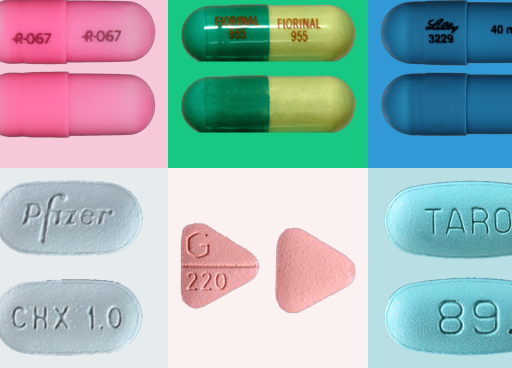 R-067 R-067
FIORINAL
955
FIORINAL
955
Lilly
3229
40 m
Pfizer
CHX 1.0
G
220
TARO
89.